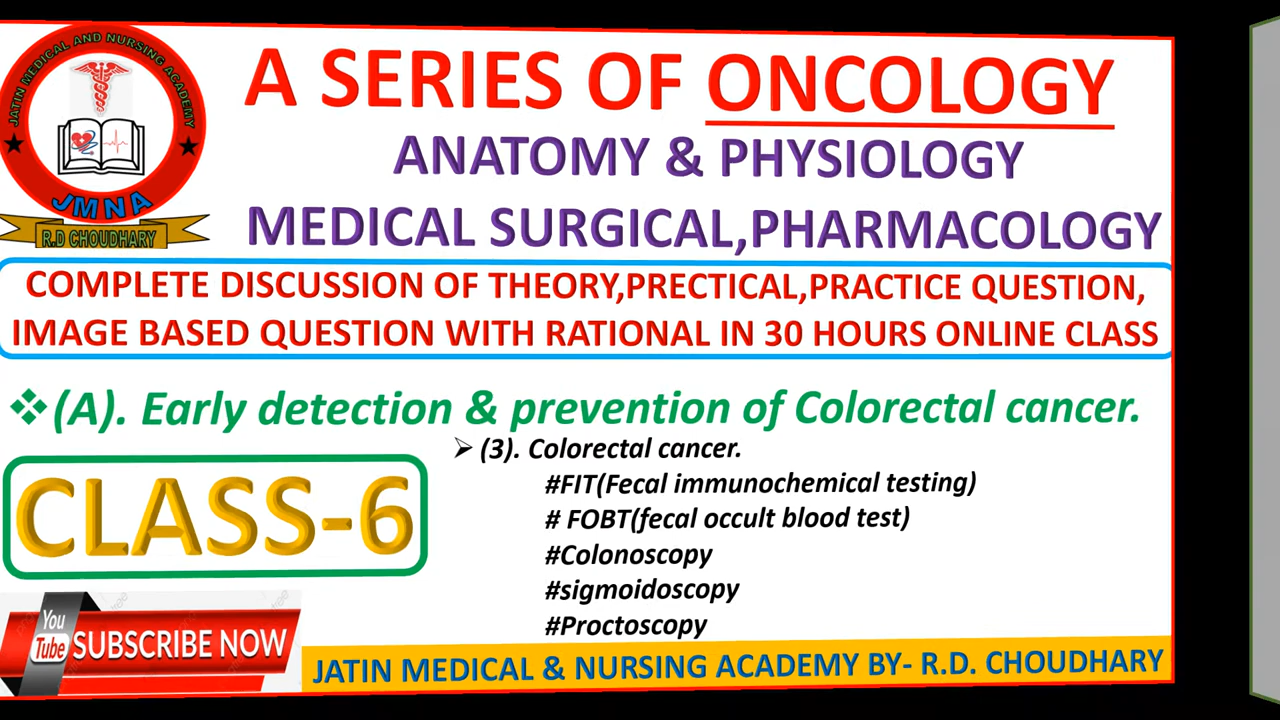 JATIN MEDICAL AND NURSING ACADEMY
JMNA
R.D CHOUDHARY
A SERIES OF ONCOLOGY
ANATOMY & PHYSIOLOGY
MEDICAL SURGICAL,PHARMACOLOGY
COMPLETE DISCUSSION OF THEORY,PRECTICAL,PRACTICE QUESTION,
IMAGE BASED QUESTION WITH RATIONAL IN 30 HOURS ONLINE CLASS
❖(A). Early detection & prevention of Colorectal cancer.
➢ (3). Colorectal cancer.
#FIT(Fecal immunochemical testing)
# FOBT(fecal occult blood test)
#Colonoscopy
#sigmoidoscopy
#Proctoscopy
CLASS-6
You
Tube SUBSCRIBE NOW
JATIN MEDICAL & NURSING ACADEMY BY- R.D. CHOUDHARY